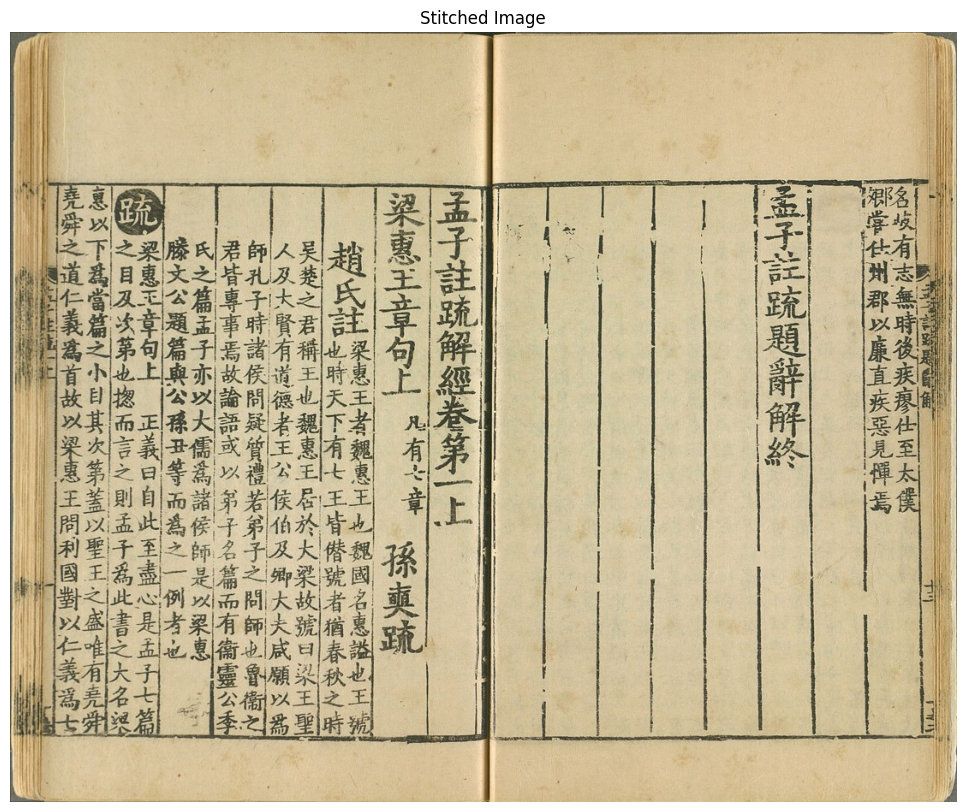 Stitched Image
名歧有志無時後疾瘳仕至太僕
卿嘗仕州郡以廉直疾惡見憚焉
孟子註疏題辭解終
孟子註疏解經卷第一上
梁惠王章句上 凡有七章 孫奭疏
趙氏註
梁惠王者魏惠王也魏國名惠謚也王號
也時天下有七王皆僭號者猶春秋之時
吴楚之君稱王也魏惠王居於大梁故號曰梁王聖
人及大賢有道德者王公侯伯及卿大夫咸願以爲
師孔子時諸侯問疑質禮若弟子之問師也魯衞之
君皆專事焉故論語或以弟子名篇而有衞靈公季
氏之篇孟子亦以大儒爲諸侯師是以梁惠
滕文公題篇與公孫丑等而爲之一例者也
疏
梁惠王章句上 正義曰自此至盡心是孟子七篇
之目及次第也揔而言之則孟子爲此書之大名梁
惠以下爲當篇之小目其次第蓋以聖王之盛唯有堯舜
堯舜之道仁義爲首故以梁惠王問利國對以仁義爲七